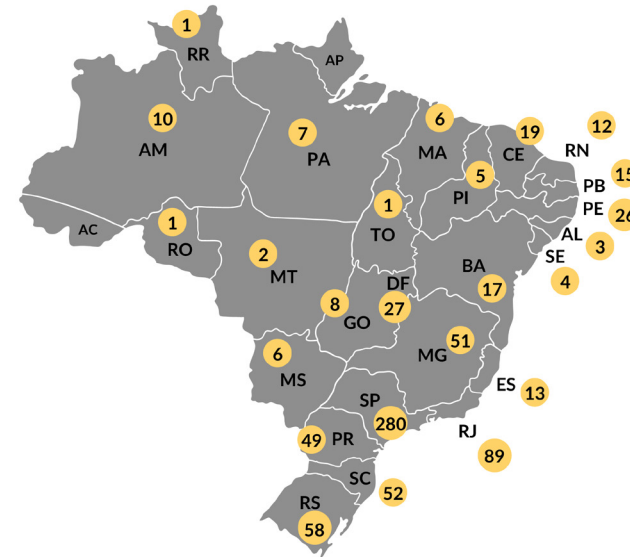 1
RR
AP
10
AM
7
PA
6
MA
19
CE
12
RN
5
PI
15
PB
26
PE
1
TO
AL
3
AC
1
RO
SE
4
2
MT
BA
17
DF
27
8
GO
51
MG
6
MS
ES
13
SP
280
RJ
89
49
PR
SC
52
RS
58